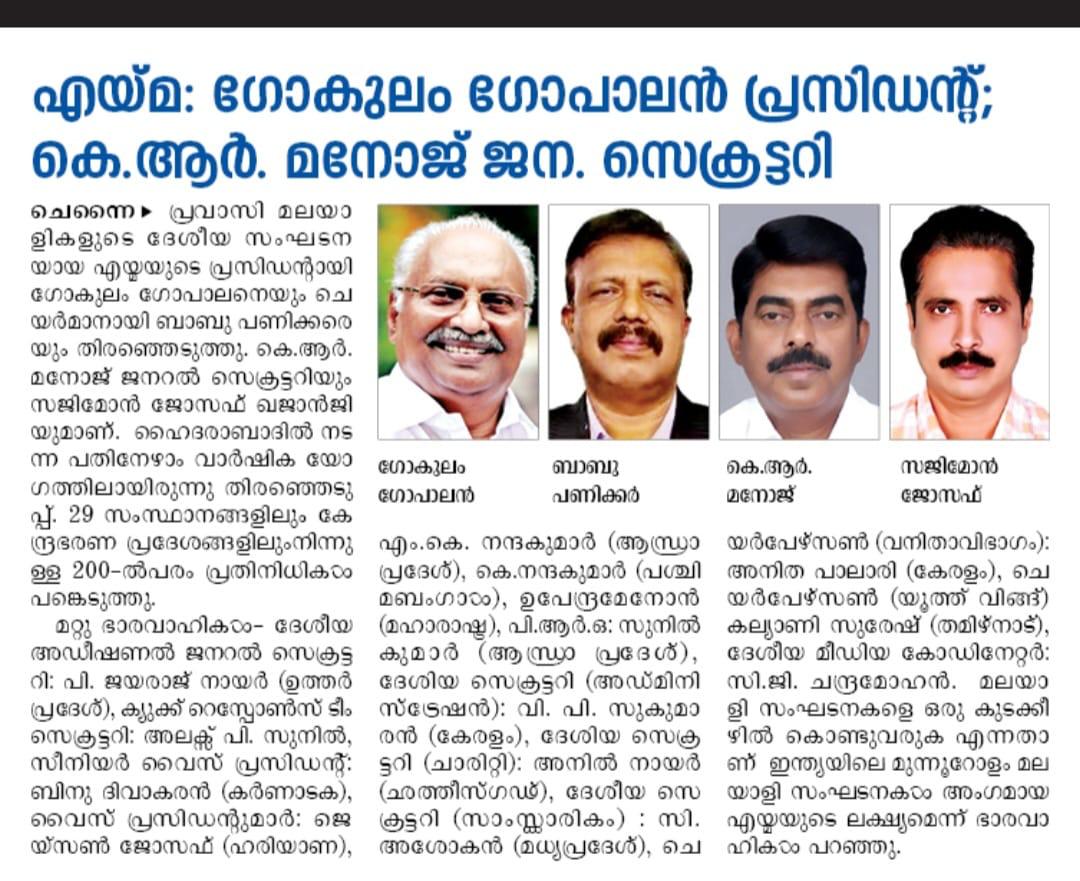 എയ്മ: ഗോകുലം ഗോപാലൻ പ്രസിഡന്റ്;
കെ.ആർ. മനോജ് ജന. സെക്രട്ടറി
ചെന്നൈ ▶ പ്രവാസി മലയാ
ളികളുടെ ദേശീയ സംഘടന
യായ എയ്മയുടെ പ്രസിഡന്റായി
ഗോകുലം ഗോപാലനെയും ചെ
യർമാനായി ബാബു പണിക്കരെ
യും തിരഞ്ഞെടുത്തു. കെ.ആർ.
മനോജ് ജനറൽ സെക്രട്ടറിയും
സജിമോൻ ജോസഫ് ഖജാൻജി
യുമാണ്. ഹൈദരാബാദിൽ നട
ന്ന പതിനേഴാം വാർഷിക യോ
ഗത്തിലായിരുന്നു തിരഞ്ഞെടു
പ്പ്. 29 സംസ്ഥാനങ്ങളിലും കേ
ന്ദ്രഭരണ പ്രദേശങ്ങളിലുംനിന്നു
ള്ള 200-ൽപരം പ്രതിനിധികൾ
പങ്കെടുത്തു.
മറ്റു ഭാരവാഹികൾ- ദേശീയ
അഡീഷണൽ ജനറൽ സെക്രട്ട
റി: പി. ജയരാജ് നായർ (ഉത്തർ
പ്രദേശ്), ക്യുക്ക് റെസ്പോൺസ് ടീം
സെക്രട്ടറി: അലക്സ് പി. സുനിൽ,
സീനിയർ വൈസ് പ്രസിഡന്റ്:
ബിനു ദിവാകരൻ (കർണാടക),
വൈസ് പ്രസിഡന്റുമാർ: ജെ
യ്സൺ ജോസഫ് (ഹരിയാണ),
ഗോകുലം
ഗോപാലൻ
ബാബു
പണിക്കർ
കെ.ആർ.
മനോജ്
സജിമോൻ
ജോസഫ്
എം.കെ. നന്ദകുമാർ (ആന്ധ്രാ
പ്രദേശ്), കെ.നന്ദകുമാർ (പശ്ചി
മബംഗാൾ), ഉപേന്ദ്രമേനോൻ
(മഹാരാഷ്ട്ര), പി.ആർ.ഒ: സുനിൽ
കുമാർ (ആന്ധ്രാ പ്രദേശ്),
ദേശിയ സെക്രട്ടറി (അഡ്മിനി
സ്ട്രേഷൻ): വി. പി. സുകുമാ
രൻ (കേരളം), ദേശിയ സെക്ര
ട്ടറി (ചാരിറ്റി): അനിൽ നായർ
(ഛത്തീസ്ഗഢ്), ദേശീയ സെ
ക്രട്ടറി (സാംസ്കാരികം) : സി.
അശോകൻ (മധ്യപ്രദേശ്), ചെ
യർപേഴ്സൺ (വനിതാവിഭാഗം):
അനിത പാലാരി (കേരളം), ചെ
യർപേഴ്സൺ (യൂത്ത് വിങ്ങ്)
കല്യാണി സുരേഷ് (തമിഴ്നാട്),
ദേശീയ മീഡിയ കോഡിനേറ്റർ:
സി.ജി. ചന്ദ്രമോഹൻ. മലയാ
ളി സംഘടനകളെ ഒരു കുടക്കീ
ഴിൽ കൊണ്ടുവരുക എന്നതാ
ണ് ഇന്ത്യയിലെ മുന്നൂറോളം മല
യാളി സംഘടനകൾ അംഗമായ
എയ്മയുടെ ലക്ഷ്യമെന്ന് ഭാരവാ
ഹികൾ പറഞ്ഞു.